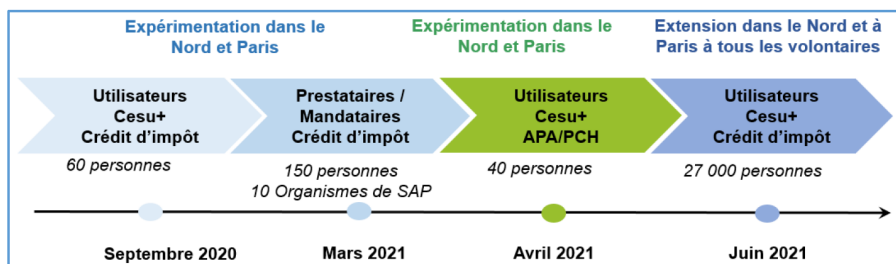 Expérimentation dans le
Nord et Paris
Expérimentation dans le
Nord et Paris
Extension dans le Nord et à
Paris à tous les volontaires
Utilisateurs
Cesu+
Crédit d’impôt
Prestataires /
Mandataires
Crédit d’impôt
Utilisateurs
Cesu+
APA/PCH
Utilisateurs
Cesu+
Crédit d’impôt
60 personnes
150 personnes
10 Organismes de SAP
40 personnes
27 000 personnes
Septembre 2020
Mars 2021
Avril 2021
Juin 2021